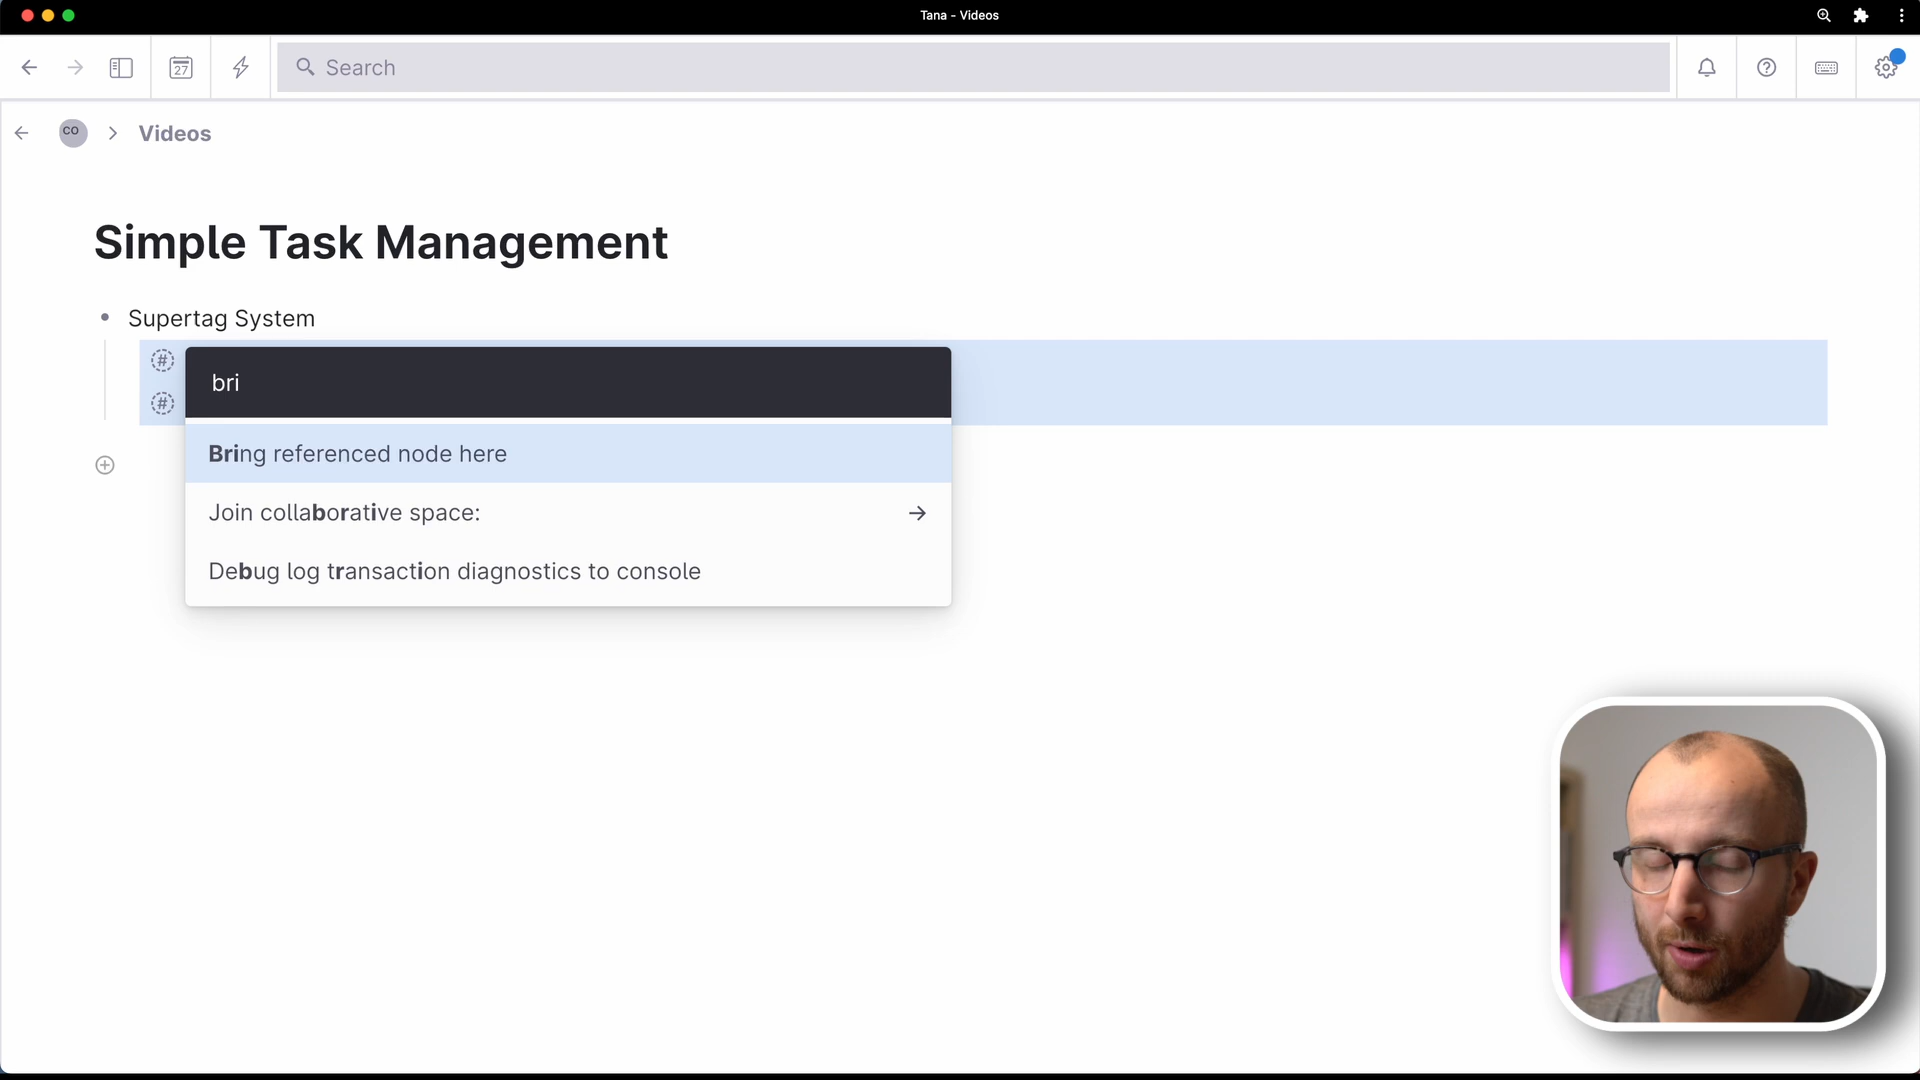 Tana - Videos
27
Search
CO
Videos
Simple Task Management
Supertag System
#
#
bri
Bring referenced node here
Join collaborative space:
Debug log transaction diagnostics to console